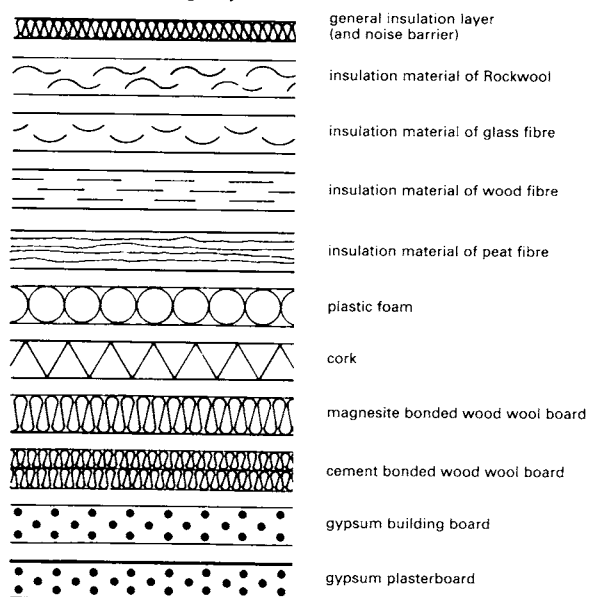 general insulation layer
(and noise barrier)
insulation material of Rockwool
insulation material of glass fibre
insulation material of wood fibre
insulation material of peat fibre
plastic foam
cork
magnesite bonded wood wool board
cement bonded wood wool board
gypsum building board
gypsum plasterboard